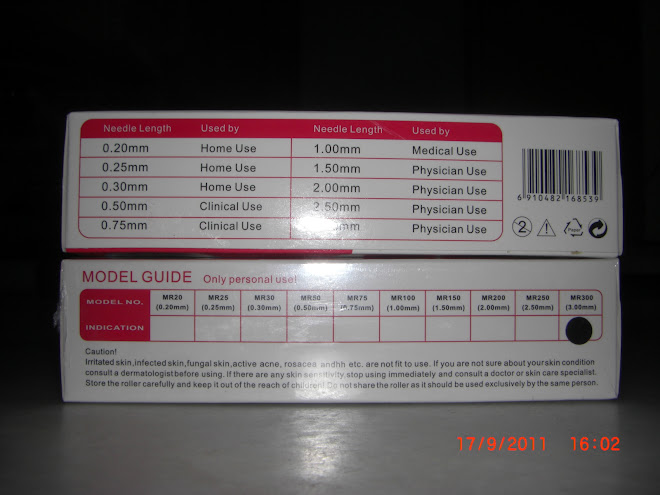 Needle Length Used by Needle Length Used by
0.20mm Home Use 1.00mm Medical Use
0.25mm Home Use 1.50mm Physician Use
0.30mm Home Use 2.00mm Physician Use
0.50mm Clinical Use 2.50mm Physician Use
0.75mm Clinical Use mm Physician Use
6 910482 168539
2
Paper
MODEL GUIDE Only personal use!
MODEL NO. MR20 MR25 MR30 MR50 MR75 MR100 MR150 MR200 MR250 MR300
(0.20mm) (0.25mm) (0.30mm) (0.50mm) (0.75mm) (1.00mm) (1.50mm) (2.00mm) (2.50mm) (3.00mm)
INDICATION
Caution!
Irritated skin,infected skin,fungal skin,active acne, rosacea andhh etc. are not fit to use. If you are not sure about your skin condition
consult a dermatologist before using. If there are any skin sensitivity, stop using immediately and consult a doctor or skin care specialist.
Store the roller carefully and keep it out of the reach of children! Do not share the roller as it should be used exclusively by the same person.
17/9/2011 16:02